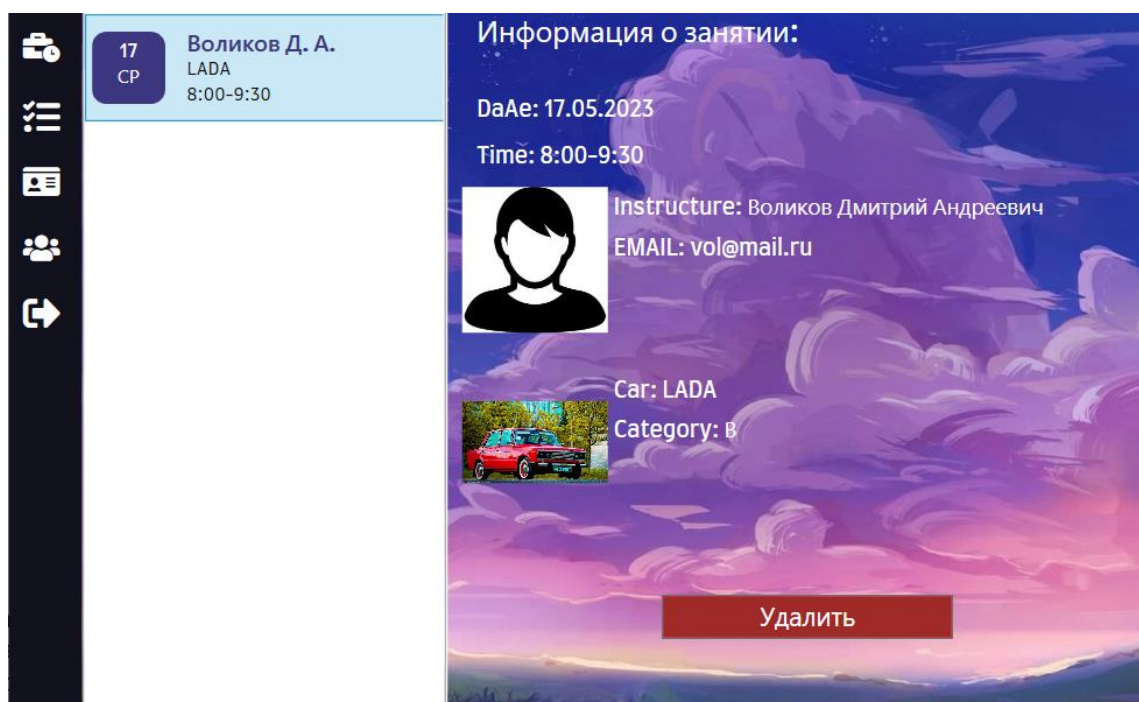 17
СР
Воликов Д. А.
LADA
8:00-9:30
Информация о занятии:
DaAe: 17.05.2023
Time: 8:00-9:30
Instructure: Воликов Дмитрий Андреевич
EMAIL: vol@mail.ru
Car: LADA
Category: B
Удалить